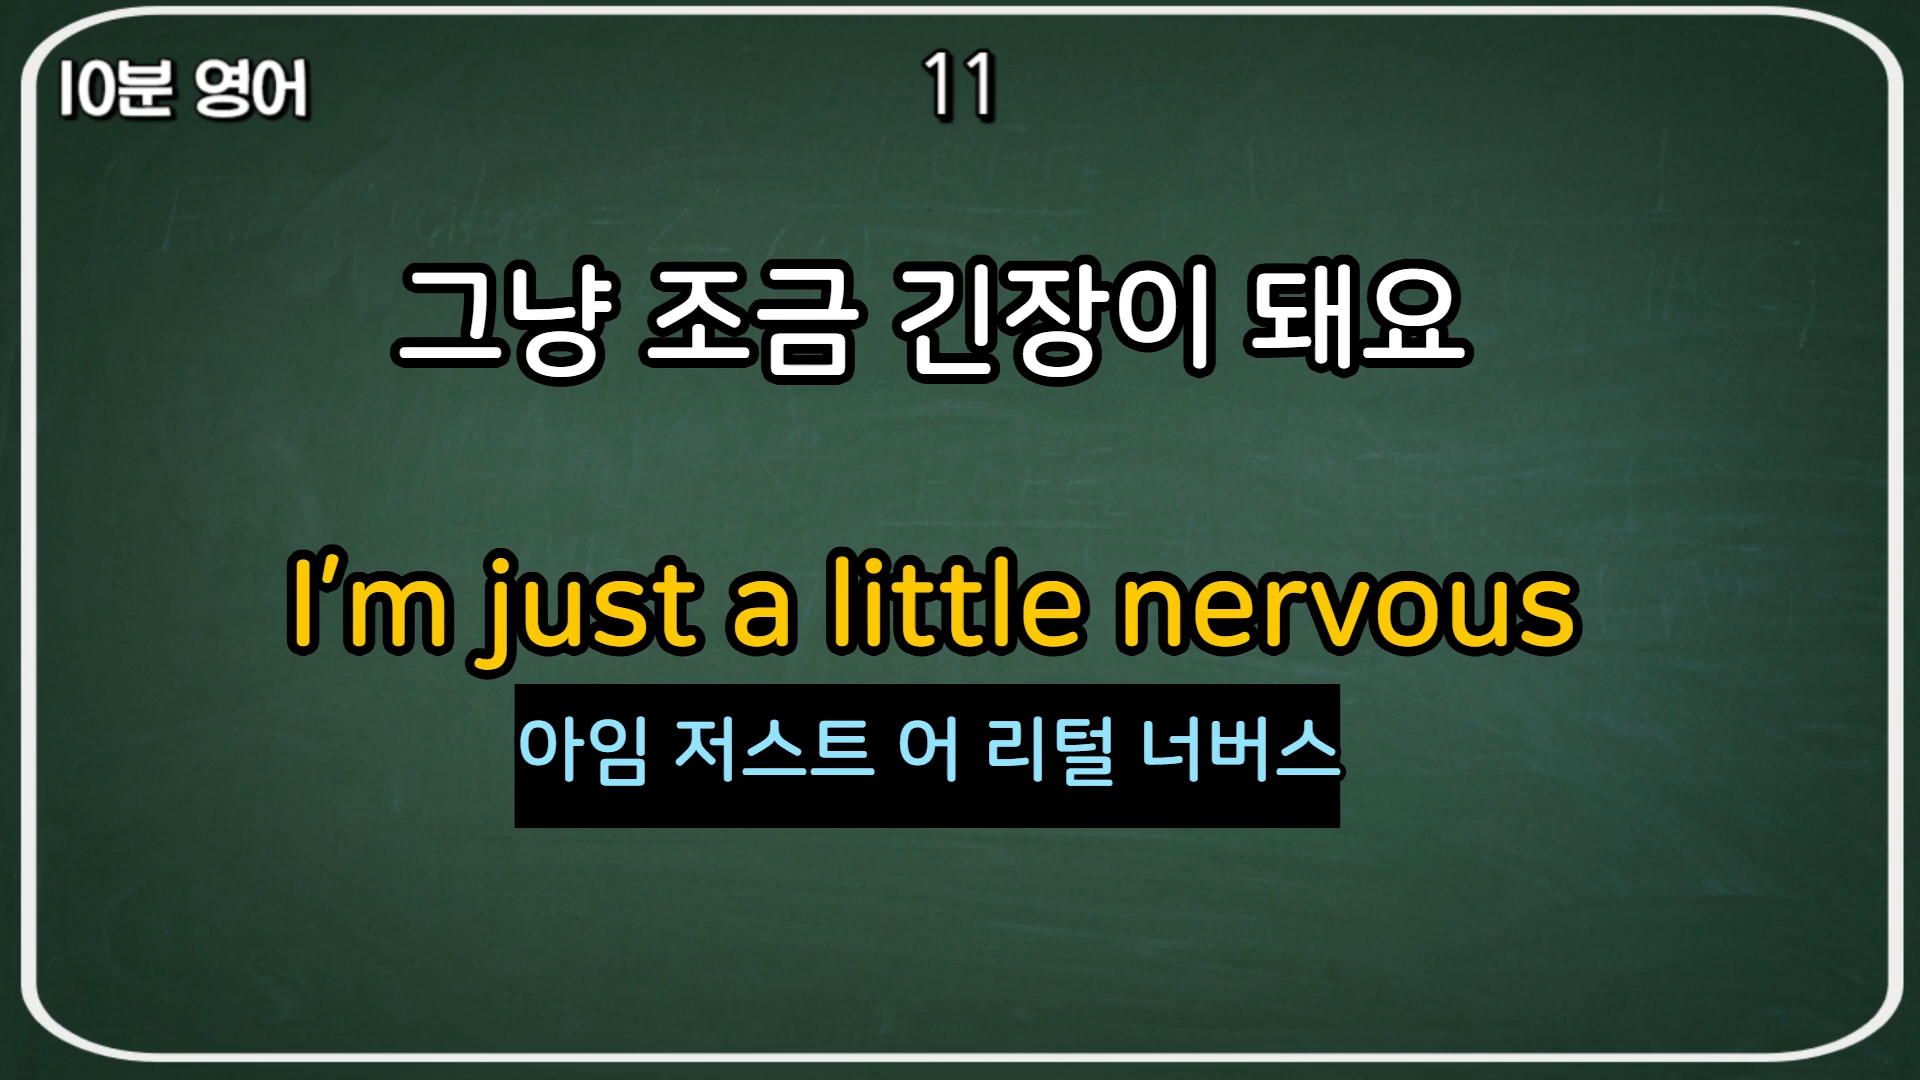 10분 영어
11
그냥 조금 긴장이 돼요
I'm just a little nervous
아임 저스트 어 리털 너버스